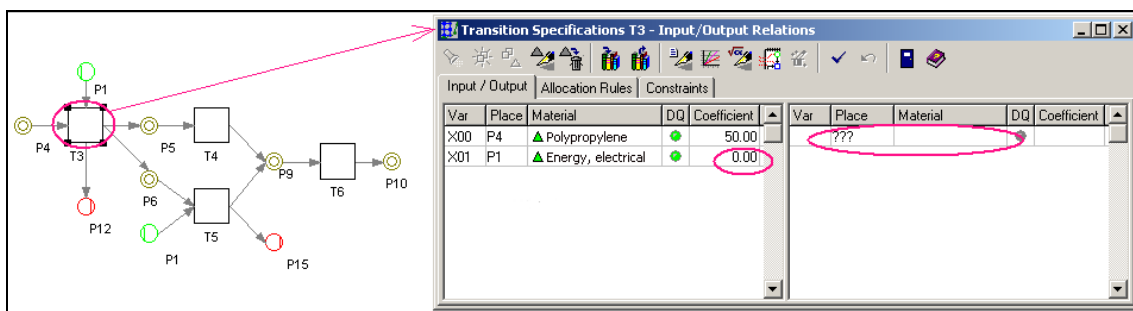 P1
P4
T3
P5
T4
P9
T6
P10
P6
P12
T5
P1
P15
Transition Specifications T3 - Input/Output Relations
Input / Output Allocation Rules Constraints
Var Place Material DQ Coefficient
X00 P4 Polypropylene 50.00
X01 P1 Energy, electrical 0.00
Var Place Material DQ Coefficient
???